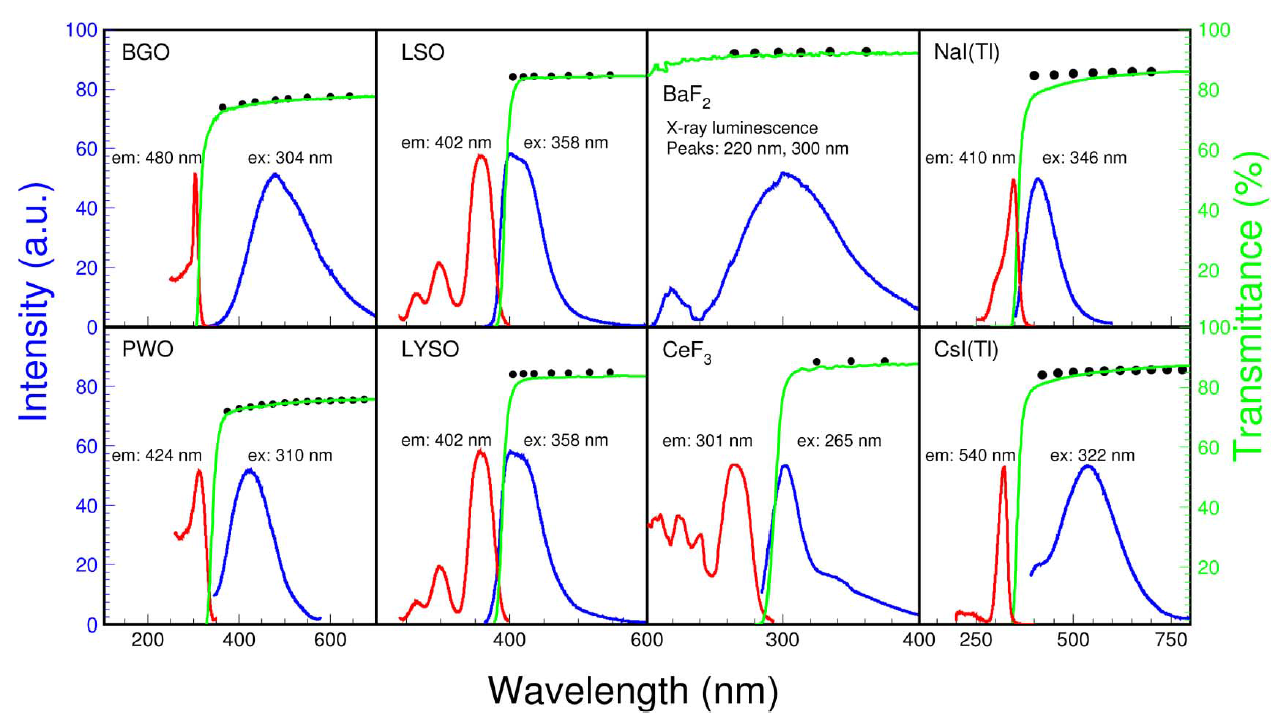 100
BGO
LSO
NaI(Tl)
100
80
BaF2
80
X-ray luminescence
Peaks: 220 nm, 300 nm
60
em: 480 nm
ex: 304 nm
em: 402 nm
ex: 358 nm
em: 410 nm
ex: 346 nm
60
40
40
20
20
0
100
PWO
LYSO
CeF3
CsI(Tl)
80
80
60
em: 424 nm
ex: 310 nm
em: 402 nm
ex: 358 nm
em: 301 nm
ex: 265 nm
em: 540 nm
ex: 322 nm
60
40
40
20
20
0
200
400
600
400
600
300
400
250
500
750
Intensity (a.u.)
Transmittance (%)
Wavelength (nm)